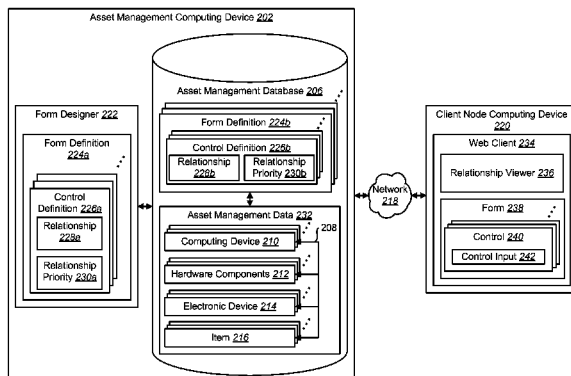 Asset Management Computing Device 202
Asset Management Database 206
Form Definition 224b
Control Definition 226b
Relationship 228b
Relationship Priority 230b
Asset Management Data 232
208
Computing Device 210
Hardware Components 212
Electronic Device 214
Item 216
Form Designer 222
Form Definition
224a
Control
Definition 226a
Relationship
228a
Relationship
Priority 230a
Network
218
Client Node Computing Device
220
Web Client 234
Relationship Viewer 236
Form 238
Control 240
Control Input 242